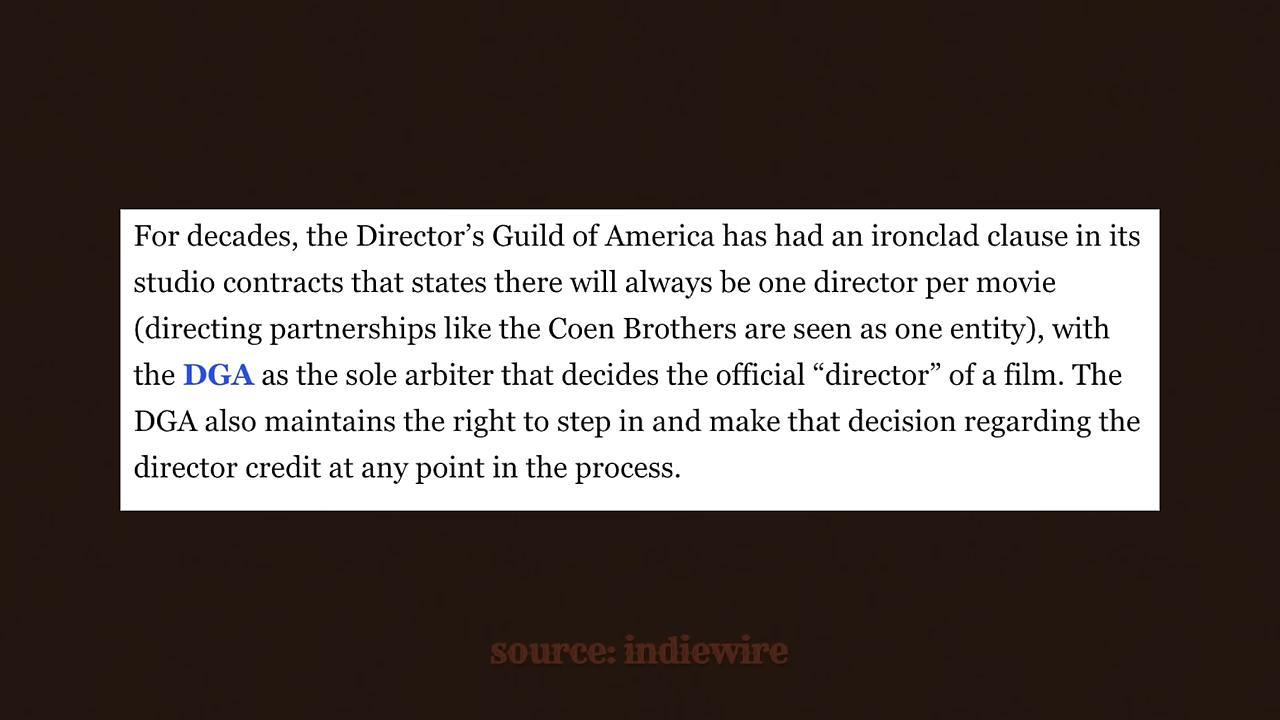 For decades, the Director’s Guild of America has had an ironclad clause in its
studio contracts that states there will always be one director per movie
(directing partnerships like the Coen Brothers are seen as one entity), with
the DGA as the sole arbiter that decides the official “director” of a film. The
DGA also maintains the right to step in and make that decision regarding the
director credit at any point in the process.
source: indiewire